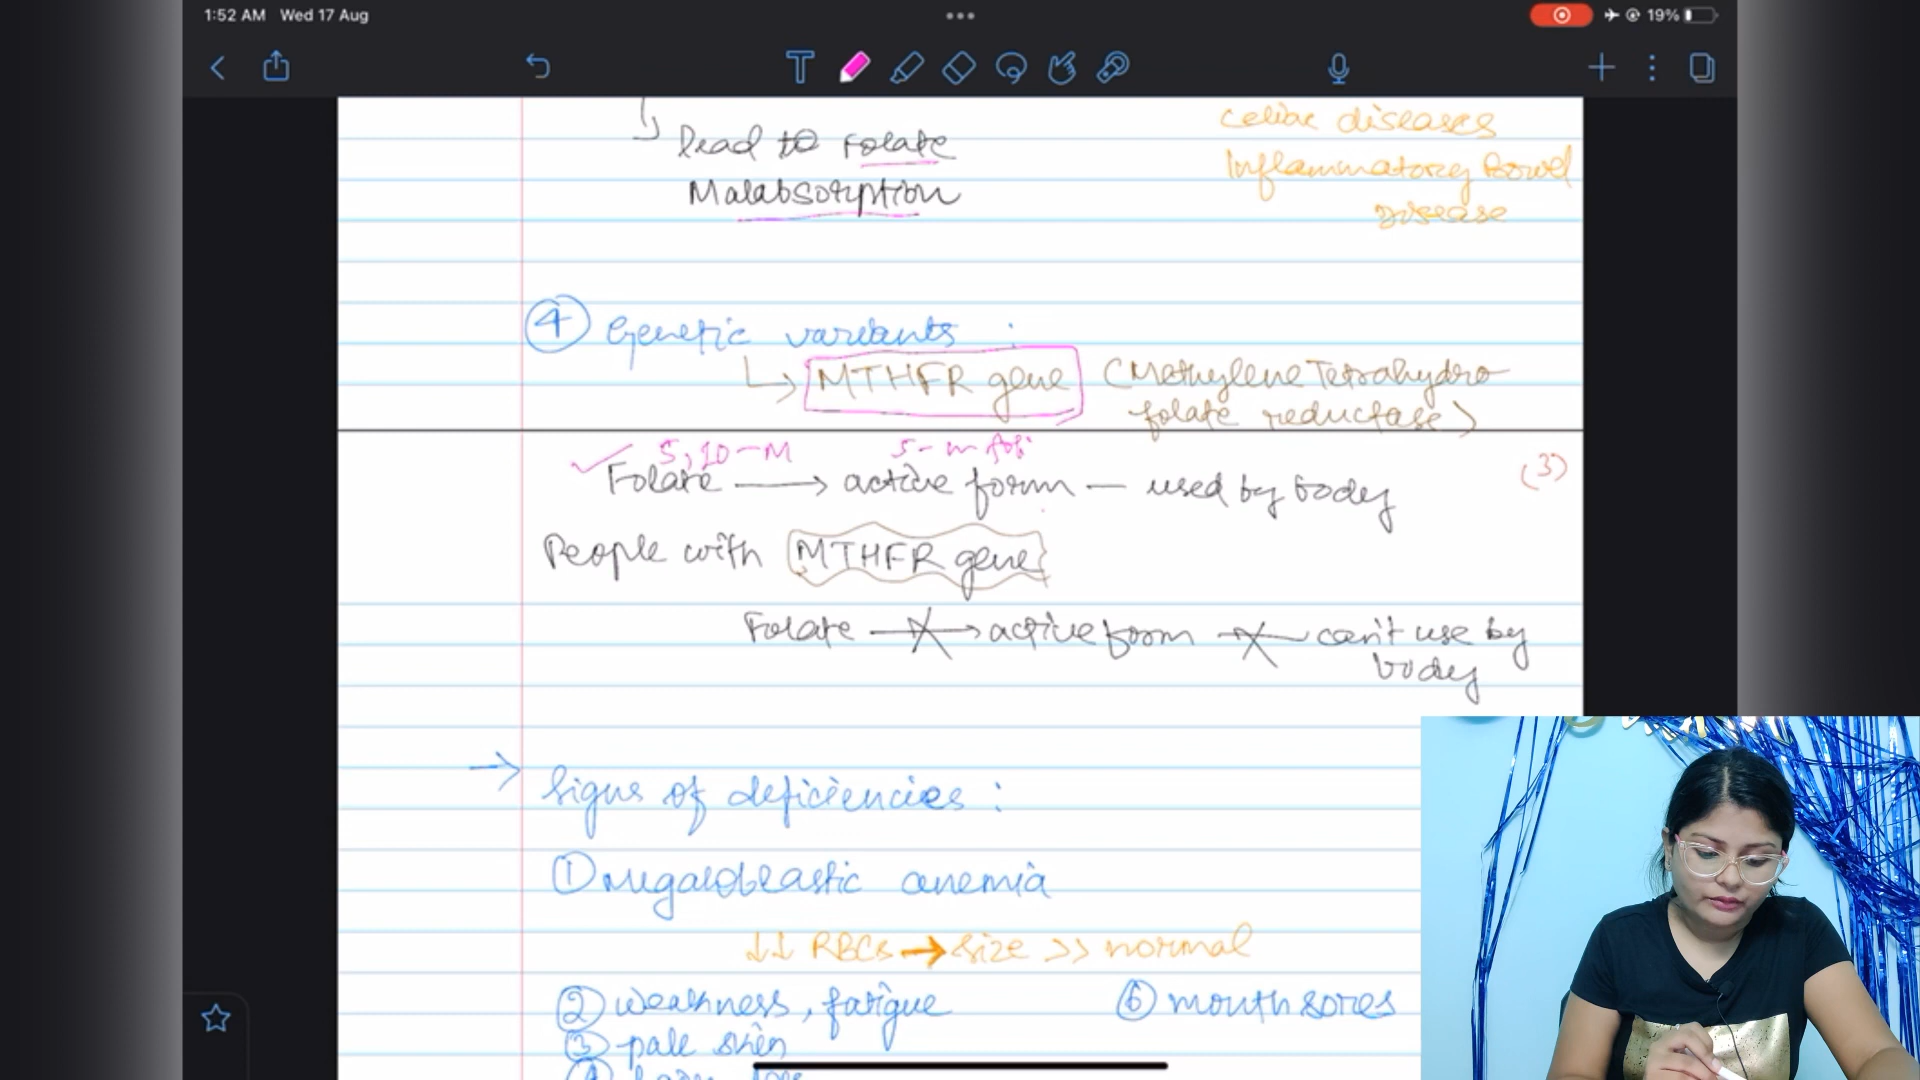 1:52 AM Wed 17 Aug
19%
lead to Folate
Malabsorption
Celiac diseases
Inflammatory Bowel
Disease
4 Genetic variants :
MTHFR gene (Methylene Tetrahydro
folate reductase)
5,10-M 5-m fol.
Folate → active form — used by body
(3)
People with MTHFR gene
Folate → active form — can't use by
body
→ Signs of deficiencies :
1 Megaloblastic anemia
↓↓ RBCs → size >> normal
2 weakness, fatigue
6 mouth sores
3 pale skin